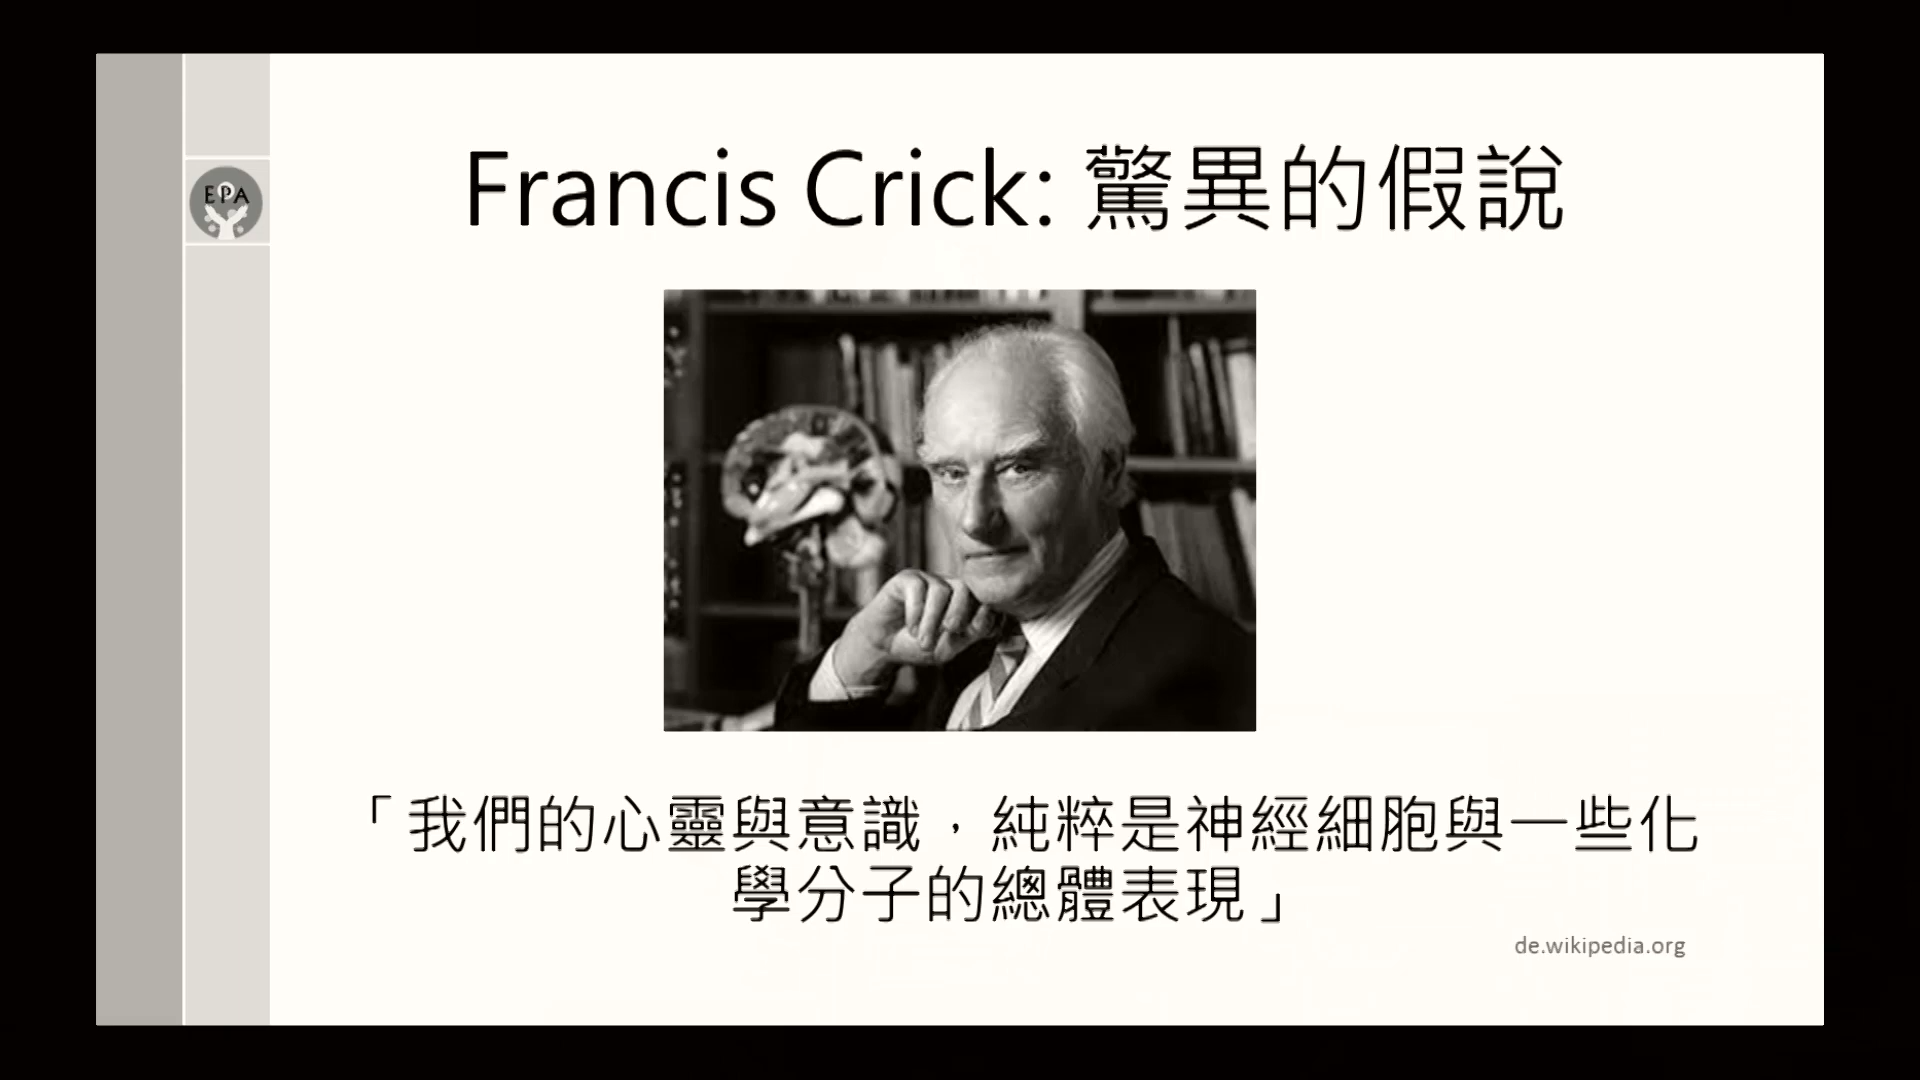 EPA
Francis Crick: 驚異的假說
「我們的心靈與意識，純粹是神經細胞與一些化
學分子的總體表現」
de.wikipedia.org